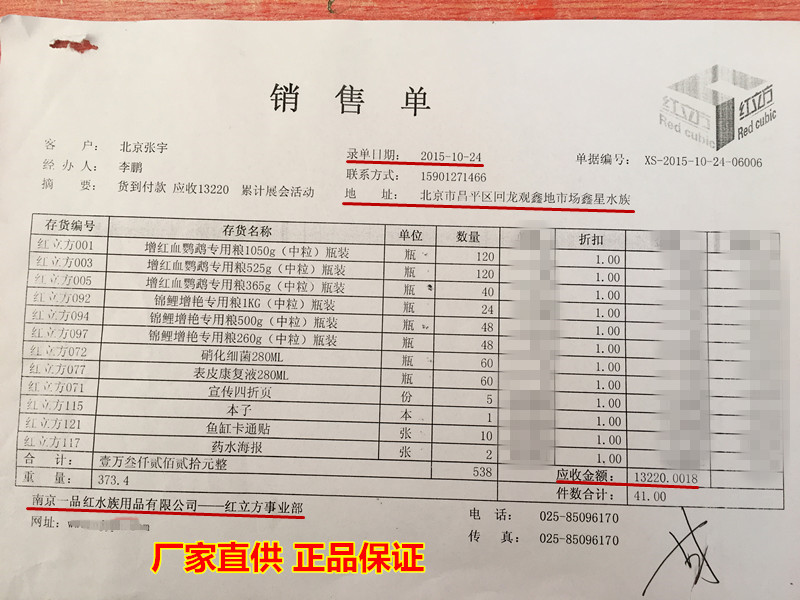 销售单
红立方
Red cubic
红立方
Red cubic
客 户： 北京张宇
录单日期： 2015-10-24
单据编号： XS-2015-10-24-06006
经 办 人： 李鹏
联系方式： 15901271466
摘 要： 货到付款 应收13220 累计展会活动
地 址： 北京市昌平区回龙观鑫地市场鑫星水族
存货编号 存货名称 单位 数量 折扣
红立方001 增红血鹦鹉专用粮1050g（中粒）瓶装 瓶 120 1.00
红立方003 增红血鹦鹉专用粮525g（中粒）瓶装 瓶 120 1.00
红立方005 增红血鹦鹉专用粮365g（中粒）瓶装 瓶 40 1.00
红立方092 锦鲤增艳专用粮1KG（中粒）瓶装 瓶 24 1.00
红立方094 锦鲤增艳专用粮500g（中粒）瓶装 瓶 48 1.00
红立方097 锦鲤增艳专用粮260g（中粒）瓶装 瓶 48 1.00
红立方072 硝化细菌280ML 瓶 60 1.00
红立方077 表皮康复液280ML 瓶 60 1.00
红立方071 宣传四折页 份 5 1.00
红立方115 本子 本 1 1.00
红立方121 鱼缸卡通贴 张 10 1.00
红立方117 药水海报 张 2 1.00
合 计： 壹万叁仟贰佰贰拾元整 538 应收金额： 13220.0018
重 量： 373.4 件数合计： 41.00
南京一品红水族用品有限公司——红立方事业部
电 话： 025-85096170
网址：
传 真： 025-85096170
厂家直供 正品保证